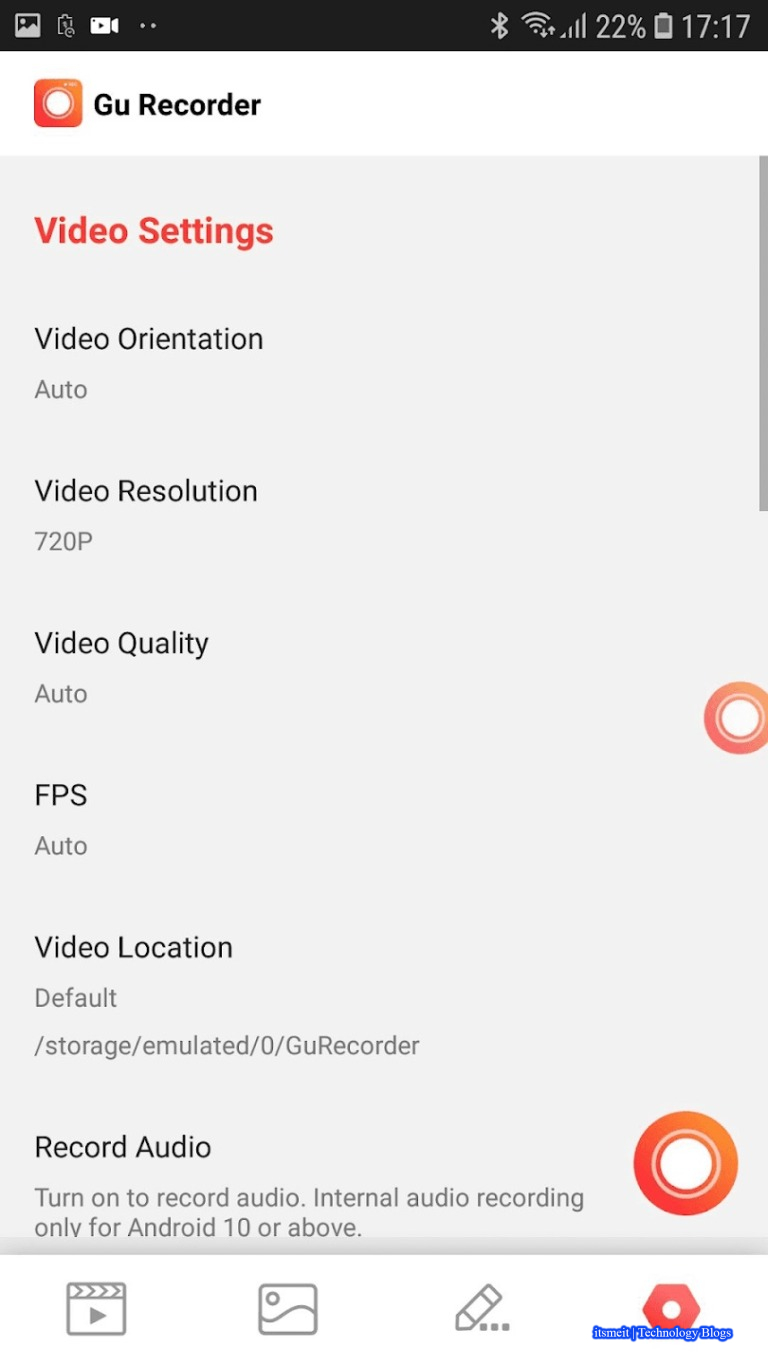 22% 17:17
Gu Recorder
Video Settings
Video Orientation
Auto
Video Resolution
720P
Video Quality
Auto
FPS
Auto
Video Location
Default
/storage/emulated/0/GuRecorder
Record Audio
Turn on to record audio. Internal audio recording
only for Android 10 or above.
itsmeit | Technology Blogs